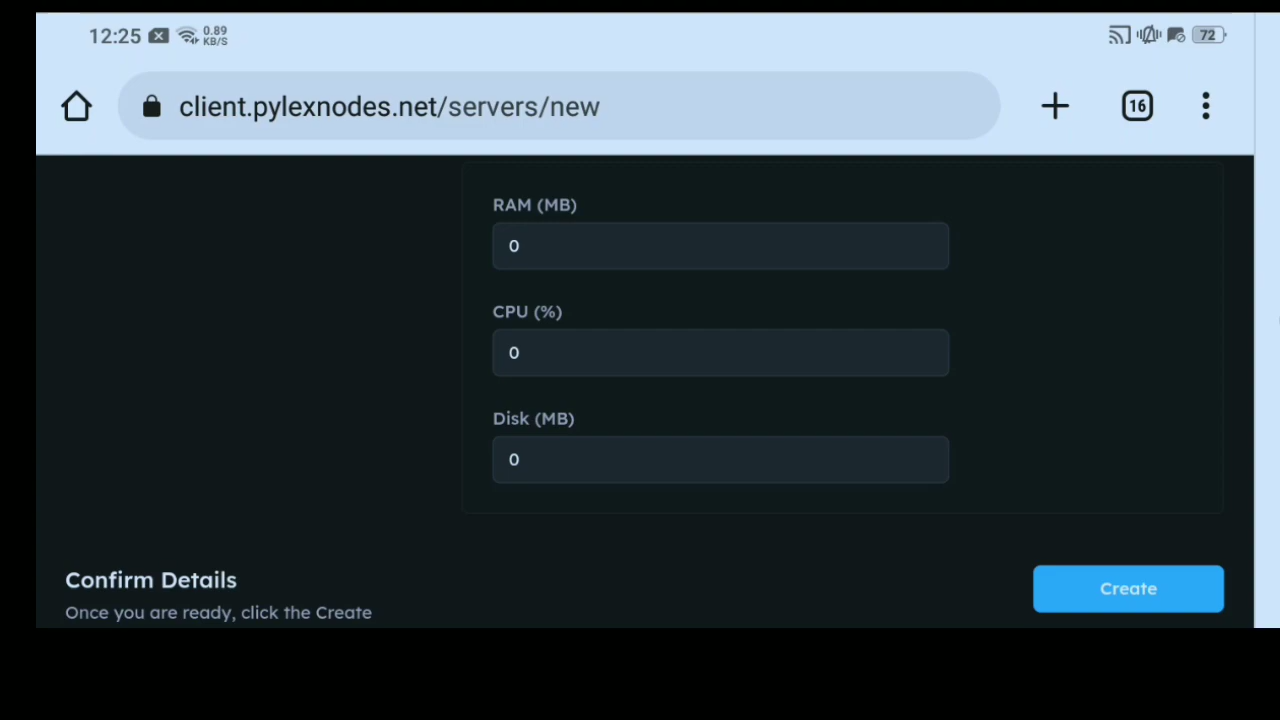 12:25 0.89 KB/S 72
client.pylexnodes.net/servers/new 16
RAM (MB)
0
CPU (%)
0
Disk (MB)
0
Confirm Details
Create
Once you are ready, click the Create